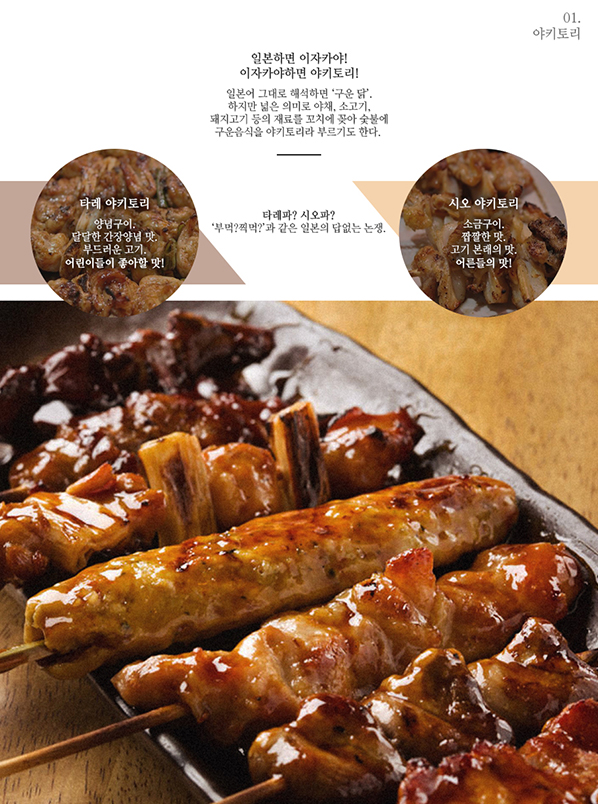 01.
야키토리
일본하면 이자카야!
이자카야하면 야키토리!
일본어 그대로 해석하면 ‘구운 닭’.
하지만 넓은 의미로 야채, 소고기,
돼지고기 등의 재료를 꼬치에 꽂아 숯불에
구운음식을 야키토리라 부르기도 한다.
타레 야키토리
양념구이.
달달한 간장양념 맛.
부드러운 고기.
어린이들이 좋아할 맛!
타레파? 시오파?
‘부먹?찍먹?’과 같은 일본의 답없는 논쟁.
시오 야키토리
소금구이.
짭짤한 맛.
고기 본래의 맛.
어른들의 맛!